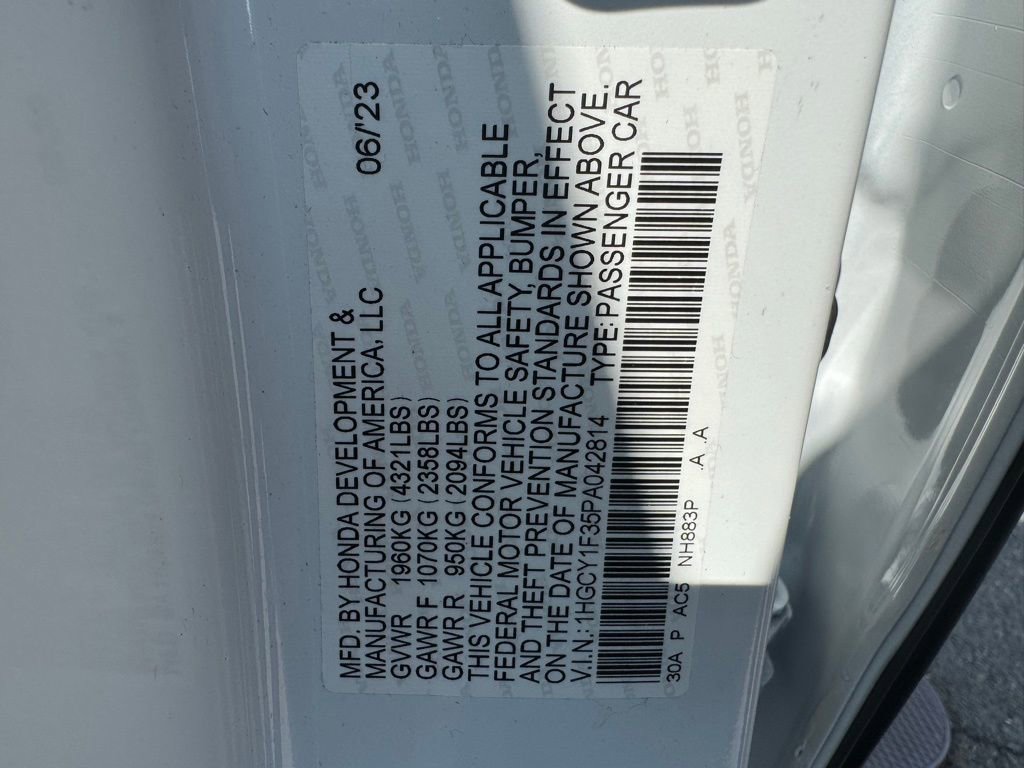 MFD. BY HONDA DEVELOPMENT &
MANUFACTURING OF AMERICA, LLC 06/'23
GVWR 1960KG (4321LBS)
GAWR F 1070KG (2358LBS)
GAWR R 950KG (2094LBS)
THIS VEHICLE CONFORMS TO ALL APPLICABLE
FEDERAL MOTOR VEHICLE SAFETY, BUMPER,
AND THEFT PREVENTION STANDARDS IN EFFECT
ON THE DATE OF MANUFACTURE SHOWN ABOVE.
V.I.N.: 1HGCY1F35PA042814 TYPE: PASSENGER CAR
30A P AC5 NH883P .A .A